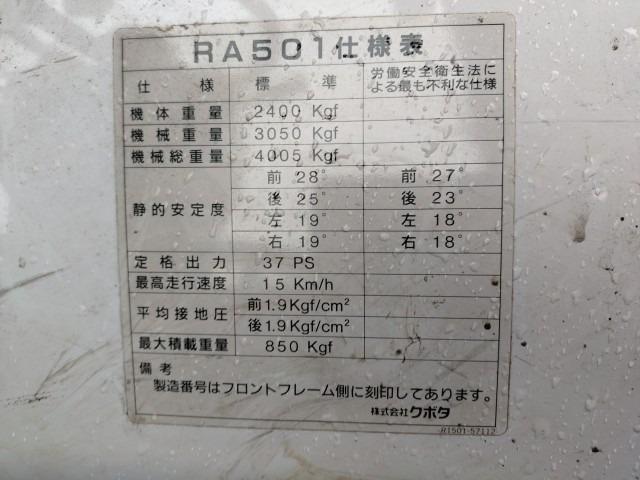 RA501仕様表
仕様 標準 労働安全衛生法による最も不利な仕様
機体重量 2400 Kgf
機械重量 3050 Kgf
機械総重量 4005 Kgf
静的安定度 前 28° 前 27°
後 25° 後 23°
左 19° 左 18°
右 19° 右 18°
定格出力 37 PS
最高走行速度 15 Km/h
平均接地圧 前1.9Kgf/cm²
後1.9Kgf/cm²
最大積載重量 850 Kgf
備考
製造番号はフロントフレーム側に刻印してあります。
株式会社クボタ
R1501-57112